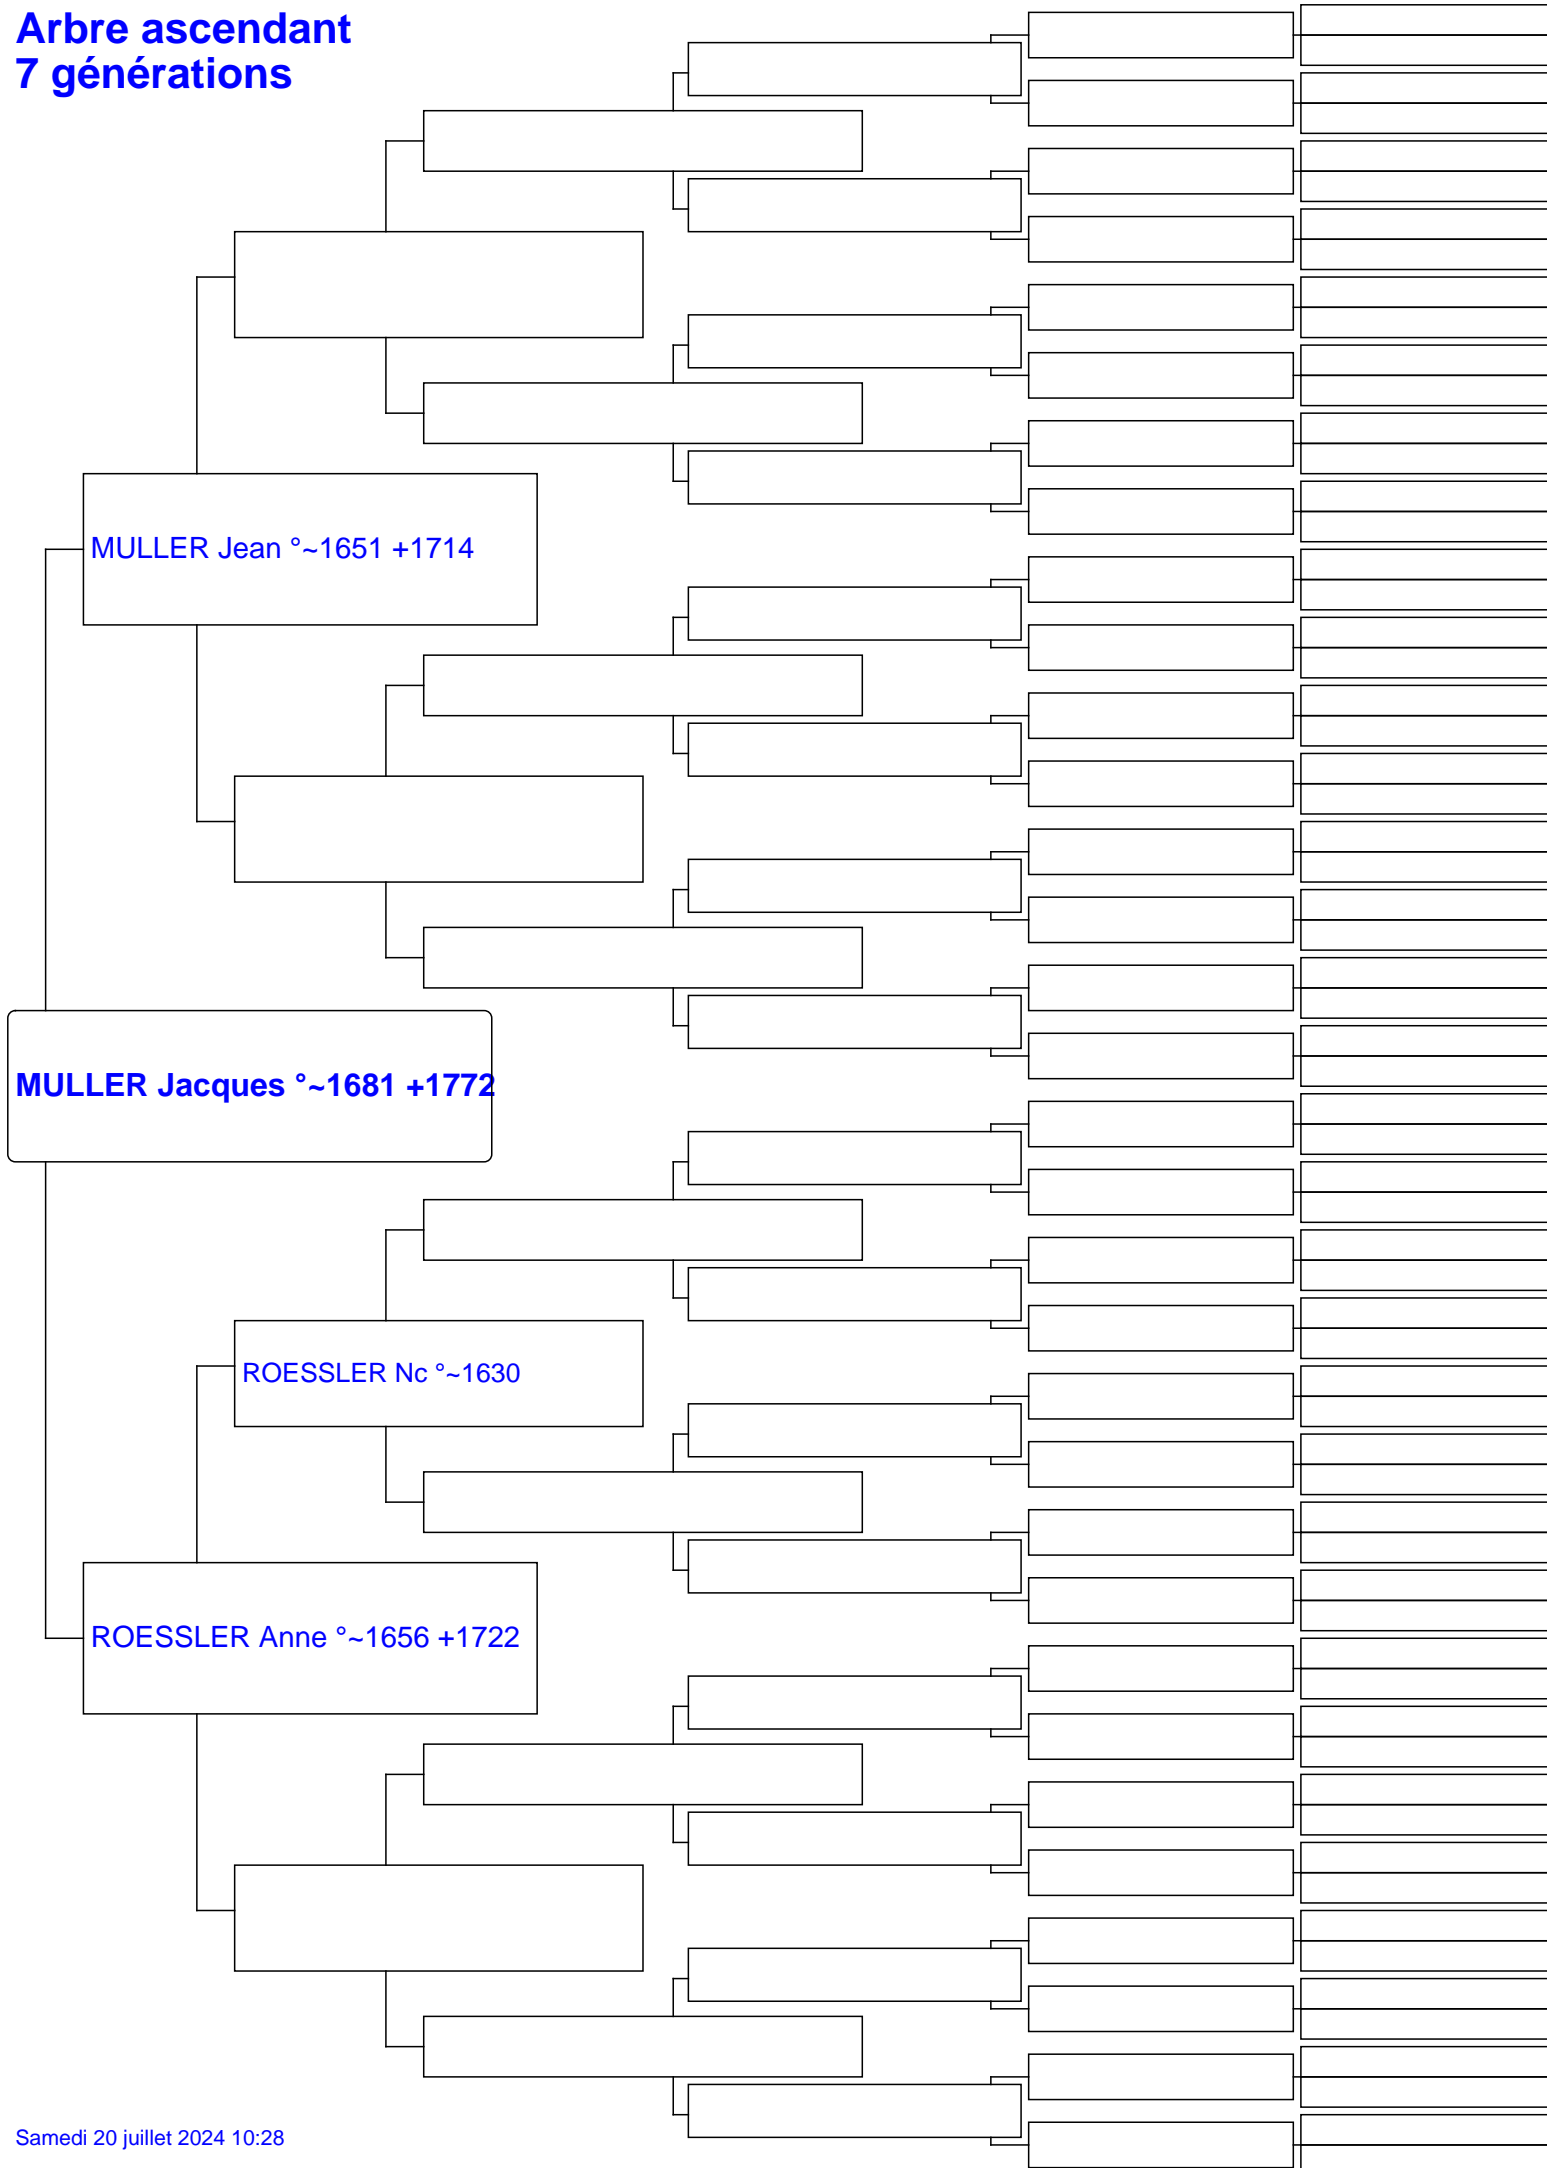 Arbre ascendant
7 générations
MULLER Jean °~1651 +1714
MULLER Jacques °~1681 +1772
ROESSLER Nc °~1630
ROESSLER Anne °~1656 +1722
Samedi 20 juillet 2024 10:28